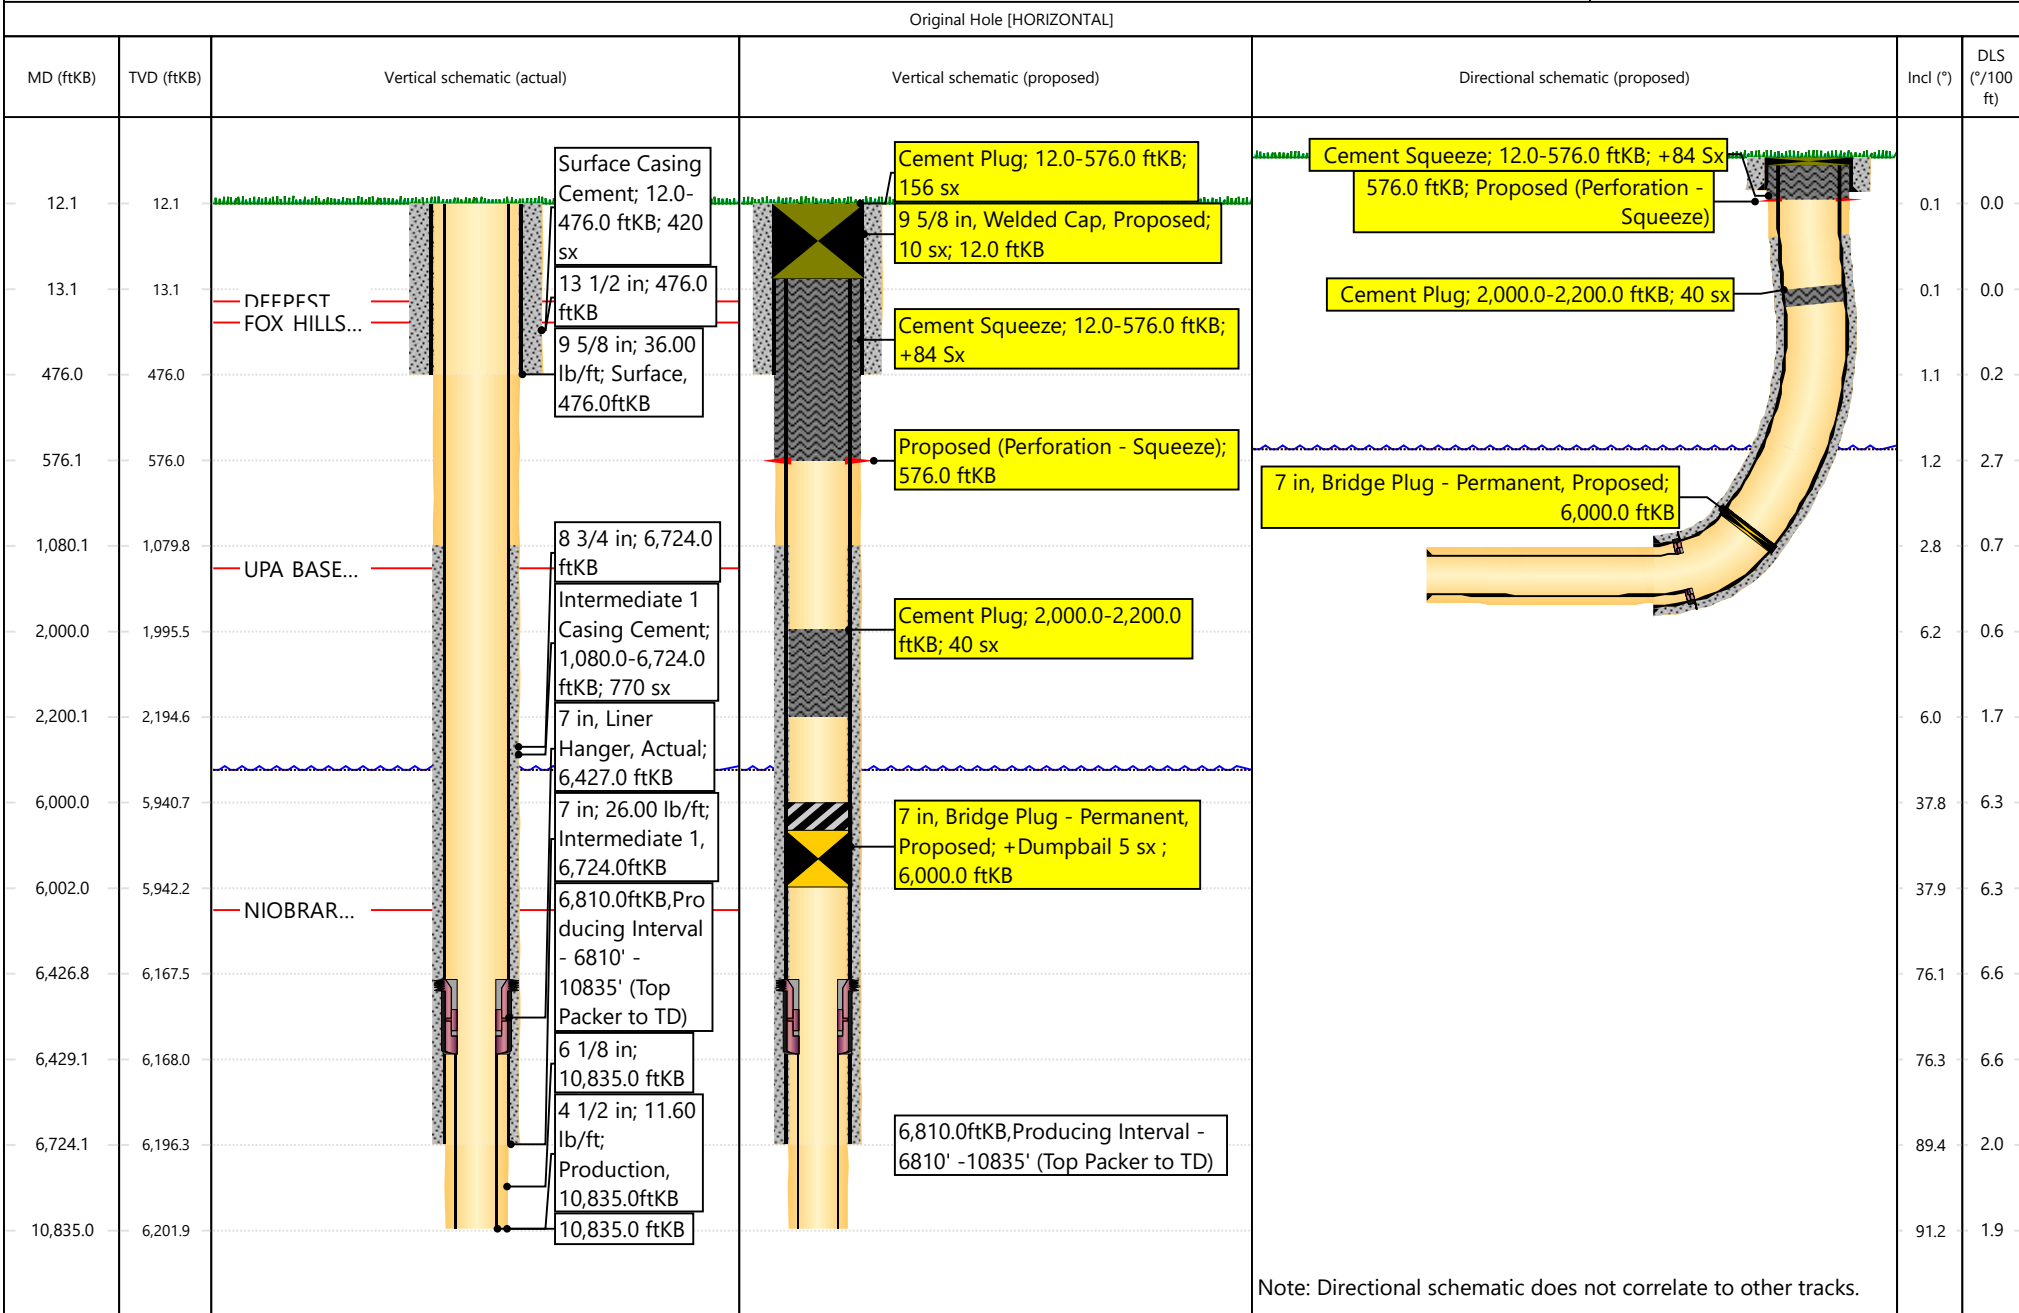 Original Hole [HORIZONTAL]
MD (ftKB)
TVD (ftKB)
Vertical schematic (actual)
Vertical schematic (proposed)
Directional schematic (proposed)
Incl (°)
DLS
(°/100
ft)
12.1
13.1
476.0
576.1
1,080.1
2,000.0
2,200.1
6,000.0
6,002.0
6,426.8
6,429.1
6,724.1
10,835.0
12.1
13.1
476.0
576.0
1,079.8
1,995.5
2,194.6
5,940.7
5,942.2
6,167.5
6,168.0
6,196.3
6,201.9
DEEPEST
FOX HILLS...
UPA BASE...
NIOBRAR...
Surface Casing
Cement; 12.0-
476.0 ftKB; 420
sx
13 1/2 in; 476.0
ftKB
9 5/8 in; 36.00
lb/ft; Surface,
476.0ftKB
8 3/4 in; 6,724.0
ftKB
Intermediate 1
Casing Cement;
1,080.0-6,724.0
ftKB; 770 sx
7 in, Liner
Hanger, Actual;
6,427.0 ftKB
7 in; 26.00 lb/ft;
Intermediate 1,
6,724.0ftKB
6,810.0ftKB,Pro
ducing Interval
- 6810' -
10835' (Top
Packer to TD)
6 1/8 in;
10,835.0 ftKB
4 1/2 in; 11.60
lb/ft;
Production,
10,835.0ftKB
10,835.0 ftKB
Cement Plug; 12.0-576.0 ftKB;
156 sx
9 5/8 in, Welded Cap, Proposed;
10 sx; 12.0 ftKB
Cement Squeeze; 12.0-576.0 ftKB;
+84 Sx
Proposed (Perforation - Squeeze);
576.0 ftKB
Cement Plug; 2,000.0-2,200.0
ftKB; 40 sx
7 in, Bridge Plug - Permanent,
Proposed; +Dumpbail 5 sx ;
6,000.0 ftKB
6,810.0ftKB,Producing Interval -
6810' -10835' (Top Packer to TD)
Cement Squeeze; 12.0-576.0 ftKB; +84 Sx
576.0 ftKB; Proposed (Perforation -
Squeeze)
Cement Plug; 2,000.0-2,200.0 ftKB; 40 sx
7 in, Bridge Plug - Permanent, Proposed;
6,000.0 ftKB
Note: Directional schematic does not correlate to other tracks.
0.1
0.1
1.1
1.2
2.8
6.2
6.0
37.8
37.9
76.1
76.3
89.4
91.2
0.0
0.0
0.2
2.7
0.7
0.6
1.7
6.3
6.3
6.6
6.6
2.0
1.9